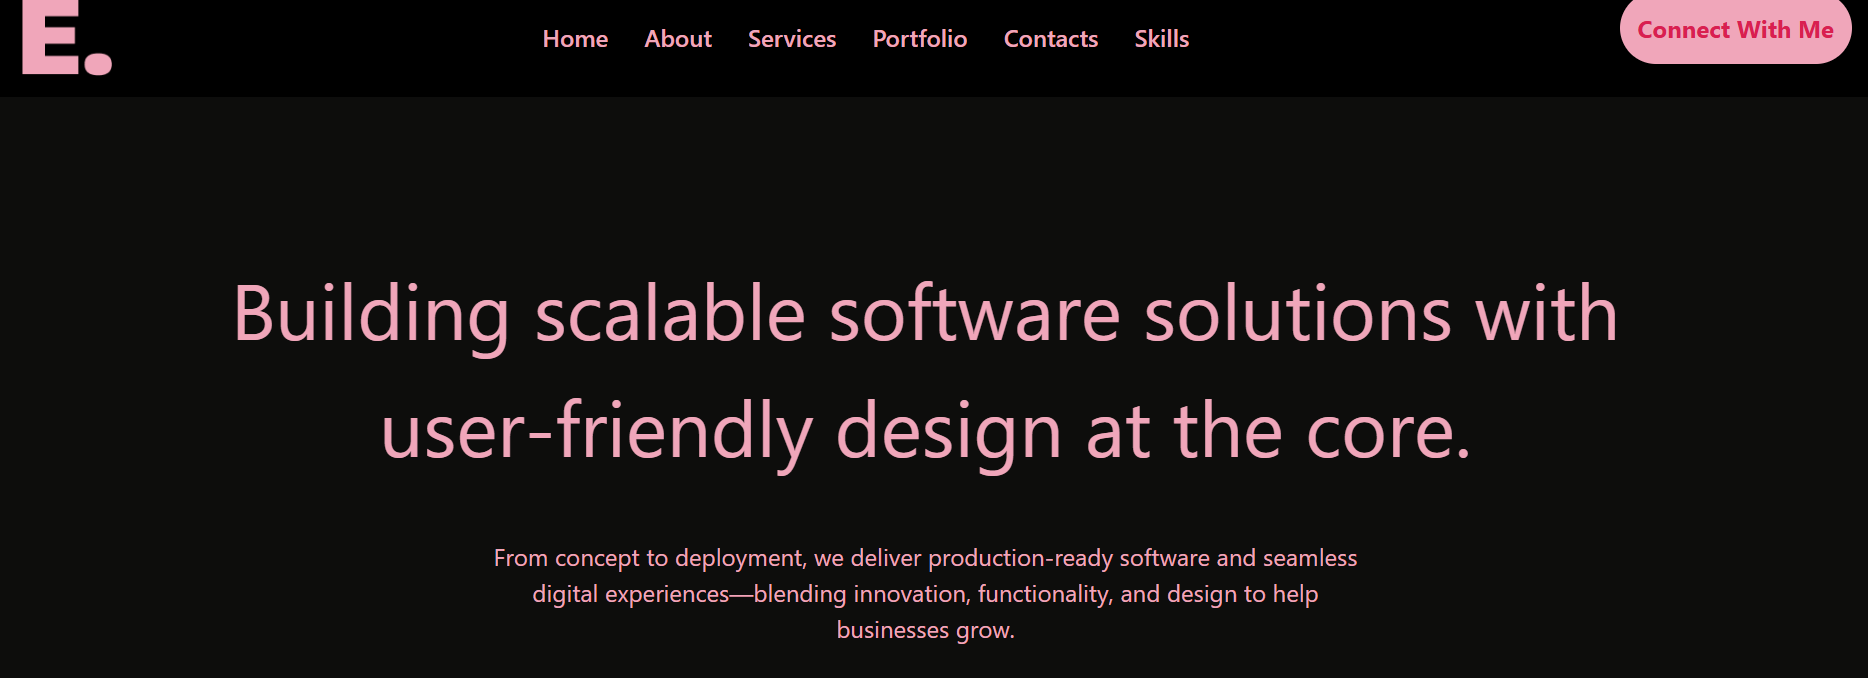 E.
Home About Services Portfolio Contacts Skills
Connect With Me
Building scalable software solutions with
user-friendly design at the core.
From concept to deployment, we deliver production-ready software and seamless
digital experiences—blending innovation, functionality, and design to help
businesses grow.